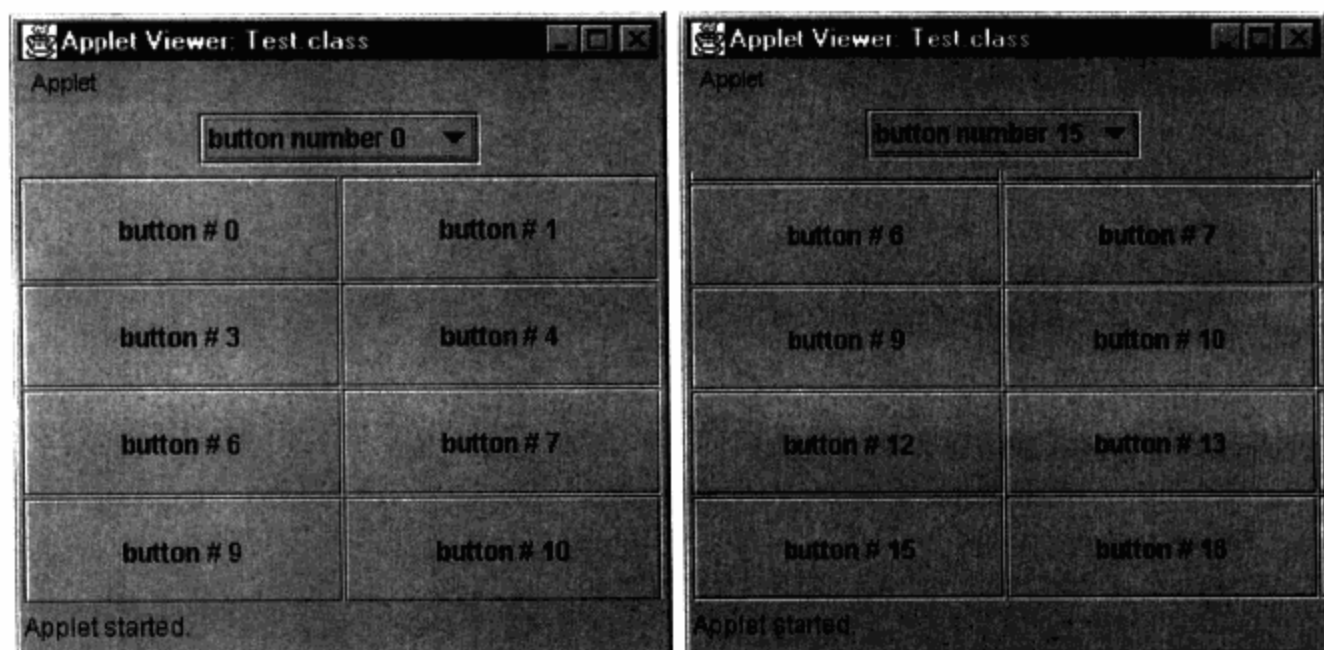 Applet Viewer: Test.class
Applet
button number 0
button # 0 button # 1
button # 3 button # 4
button # 6 button # 7
button # 9 button # 10
Applet started.
Applet Viewer: Test.class
Applet
button number 15
button # 6 button # 7
button # 9 button # 10
button # 12 button # 13
button # 15 button # 16
Applet started.